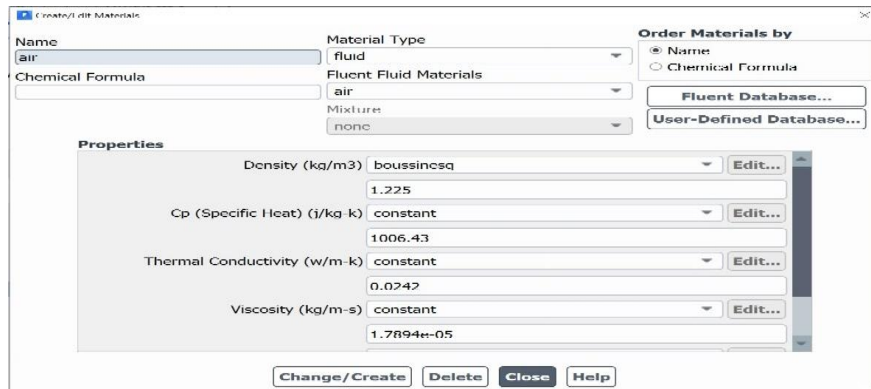 Create/Edit Materials
Name
air
Chemical Formula
Material Type
fluid
Fluent Fluid Materials
air
Mixture
none
Order Materials by
Name
Chemical Formula
Fluent Database...
User-Defined Database...
Properties
Density (kg/m3) boussinesq Edit...
1.225
Cp (Specific Heat) (j/kg-k) constant Edit...
1006.43
Thermal Conductivity (w/m-k) constant Edit...
0.0242
Viscosity (kg/m-s) constant Edit...
1.7894e-05
Change/Create Delete Close Help